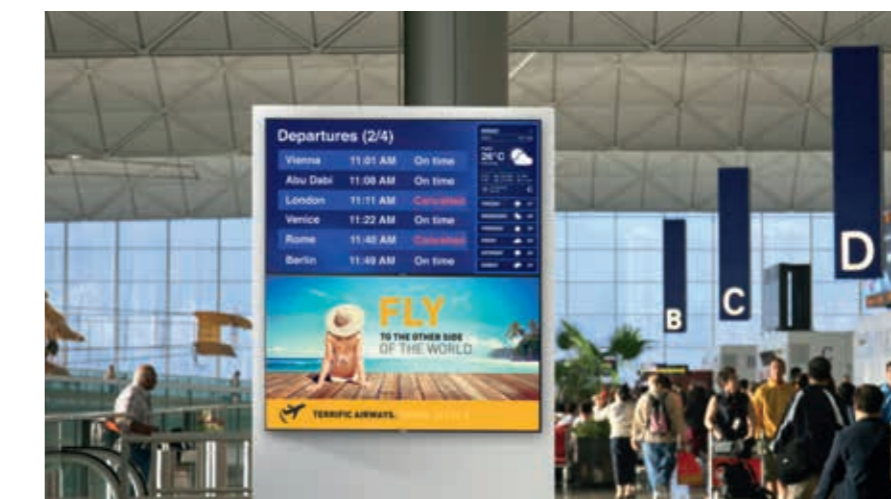 Departures (2/4)
Vienna 11:01 AM On time
Abu Dabi 11:08 AM On time
London 11:11 AM Cancelled
Venice 11:22 AM On time
Rome 11:40 AM Cancelled
Berlin 11:49 AM On time
26°C
FLY
TO THE OTHER SIDE
OF THE WORLD
TERRIFIC AIRWAYS
B
C
D